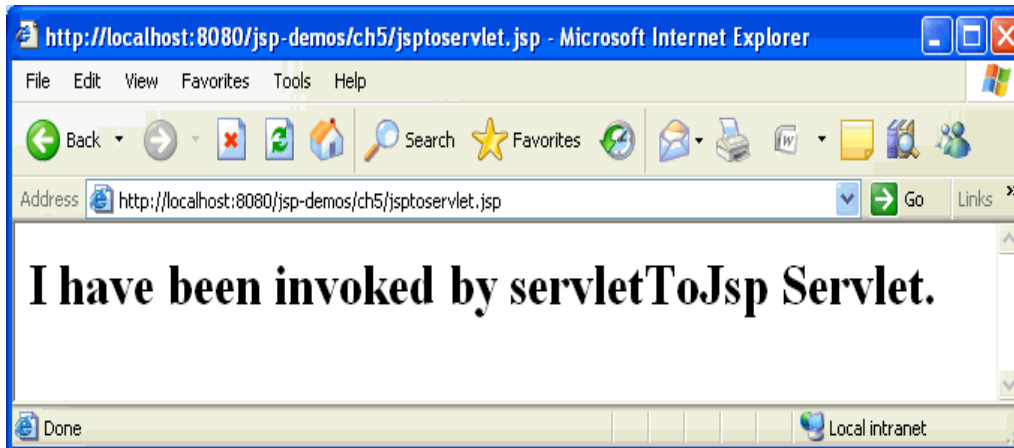 http://localhost:8080/jsp-demos/ch5/jsptoservlet.jsp - Microsoft Internet Explorer
File Edit View Favorites Tools Help
Back Search Favorites W
Address http://localhost:8080/jsp-demos/ch5/jsptoservlet.jsp Go Links »
I have been invoked by servletToJsp Servlet.
Done Local intranet